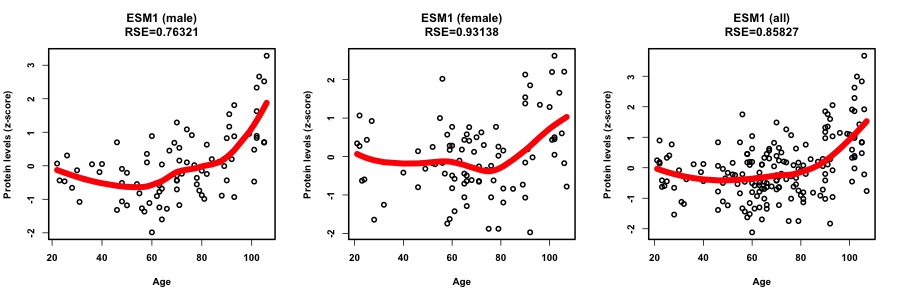 ESM1 (male)
RSE=0.76321
Protein levels (z-score)
3
2
1
0
-1
-2
20 40 60 80 100
Age
ESM1 (female)
RSE=0.93138
Protein levels (z-score)
2
1
0
-1
-2
20 40 60 80 100
Age
ESM1 (all)
RSE=0.85827
Protein levels (z-score)
3
2
1
0
-1
-2
20 40 60 80 100
Age